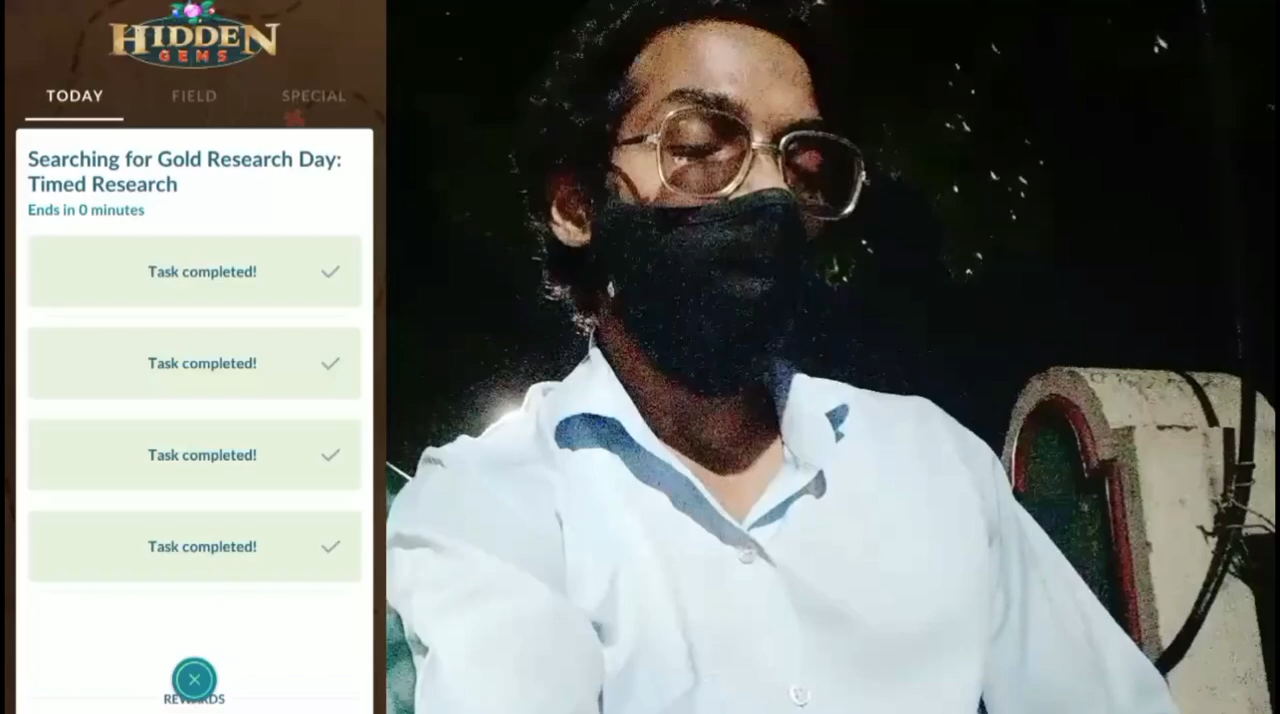 HIDDEN
GEMS
TODAY
FIELD
SPECIAL
Searching for Gold Research Day:
Timed Research
Ends in 0 minutes
Task completed!
Task completed!
Task completed!
Task completed!